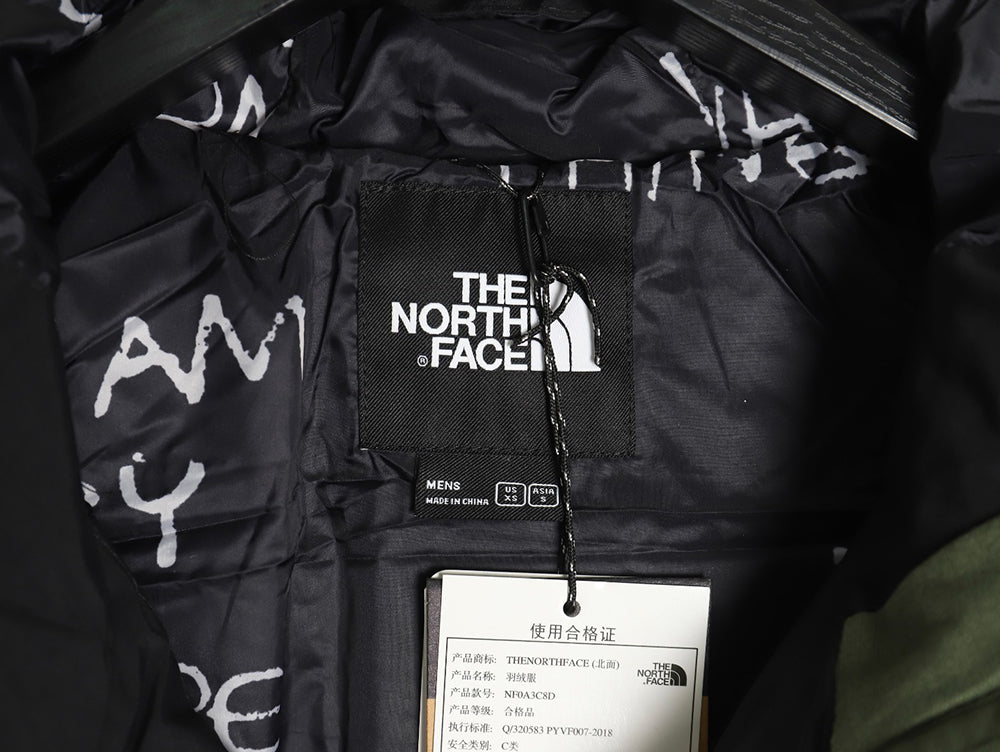 AM
THE
NORTH
® FACE
MENS
MADE IN CHINA
US
XS
ASIA
S
使用合格证
产品商标: THENORTHFACE (北面)
产品名称: 羽绒服
产品款号: NF0A3C8D
产品等级: 合格品
执行标准: Q/320583 PYVF007-2018
安全类别: C类
THE
NORTH
FACE